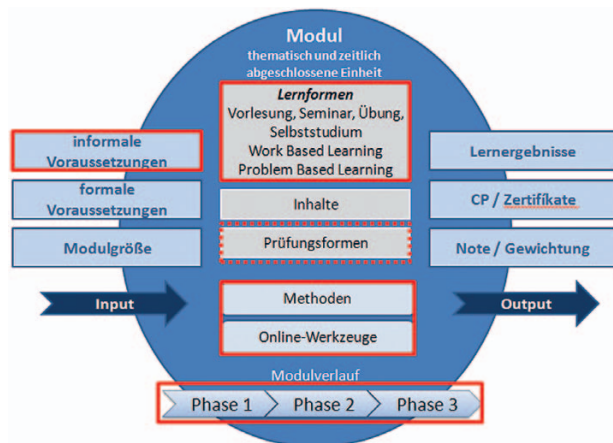 Modul
thematisch und zeitlich
abgeschlossene Einheit
Lernformen
Vorlesung, Seminar, Übung,
Selbststudium
Work Based Learning
Problem Based Learning
informale
Voraussetzungen
formale
Voraussetzungen
Modulgröße
Input
Inhalte
Prüfungsformen
Methoden
Online-Werkzeuge
Lernergebnisse
CP / Zertifikate
Note / Gewichtung
Output
Modulverlauf
Phase 1
Phase 2
Phase 3